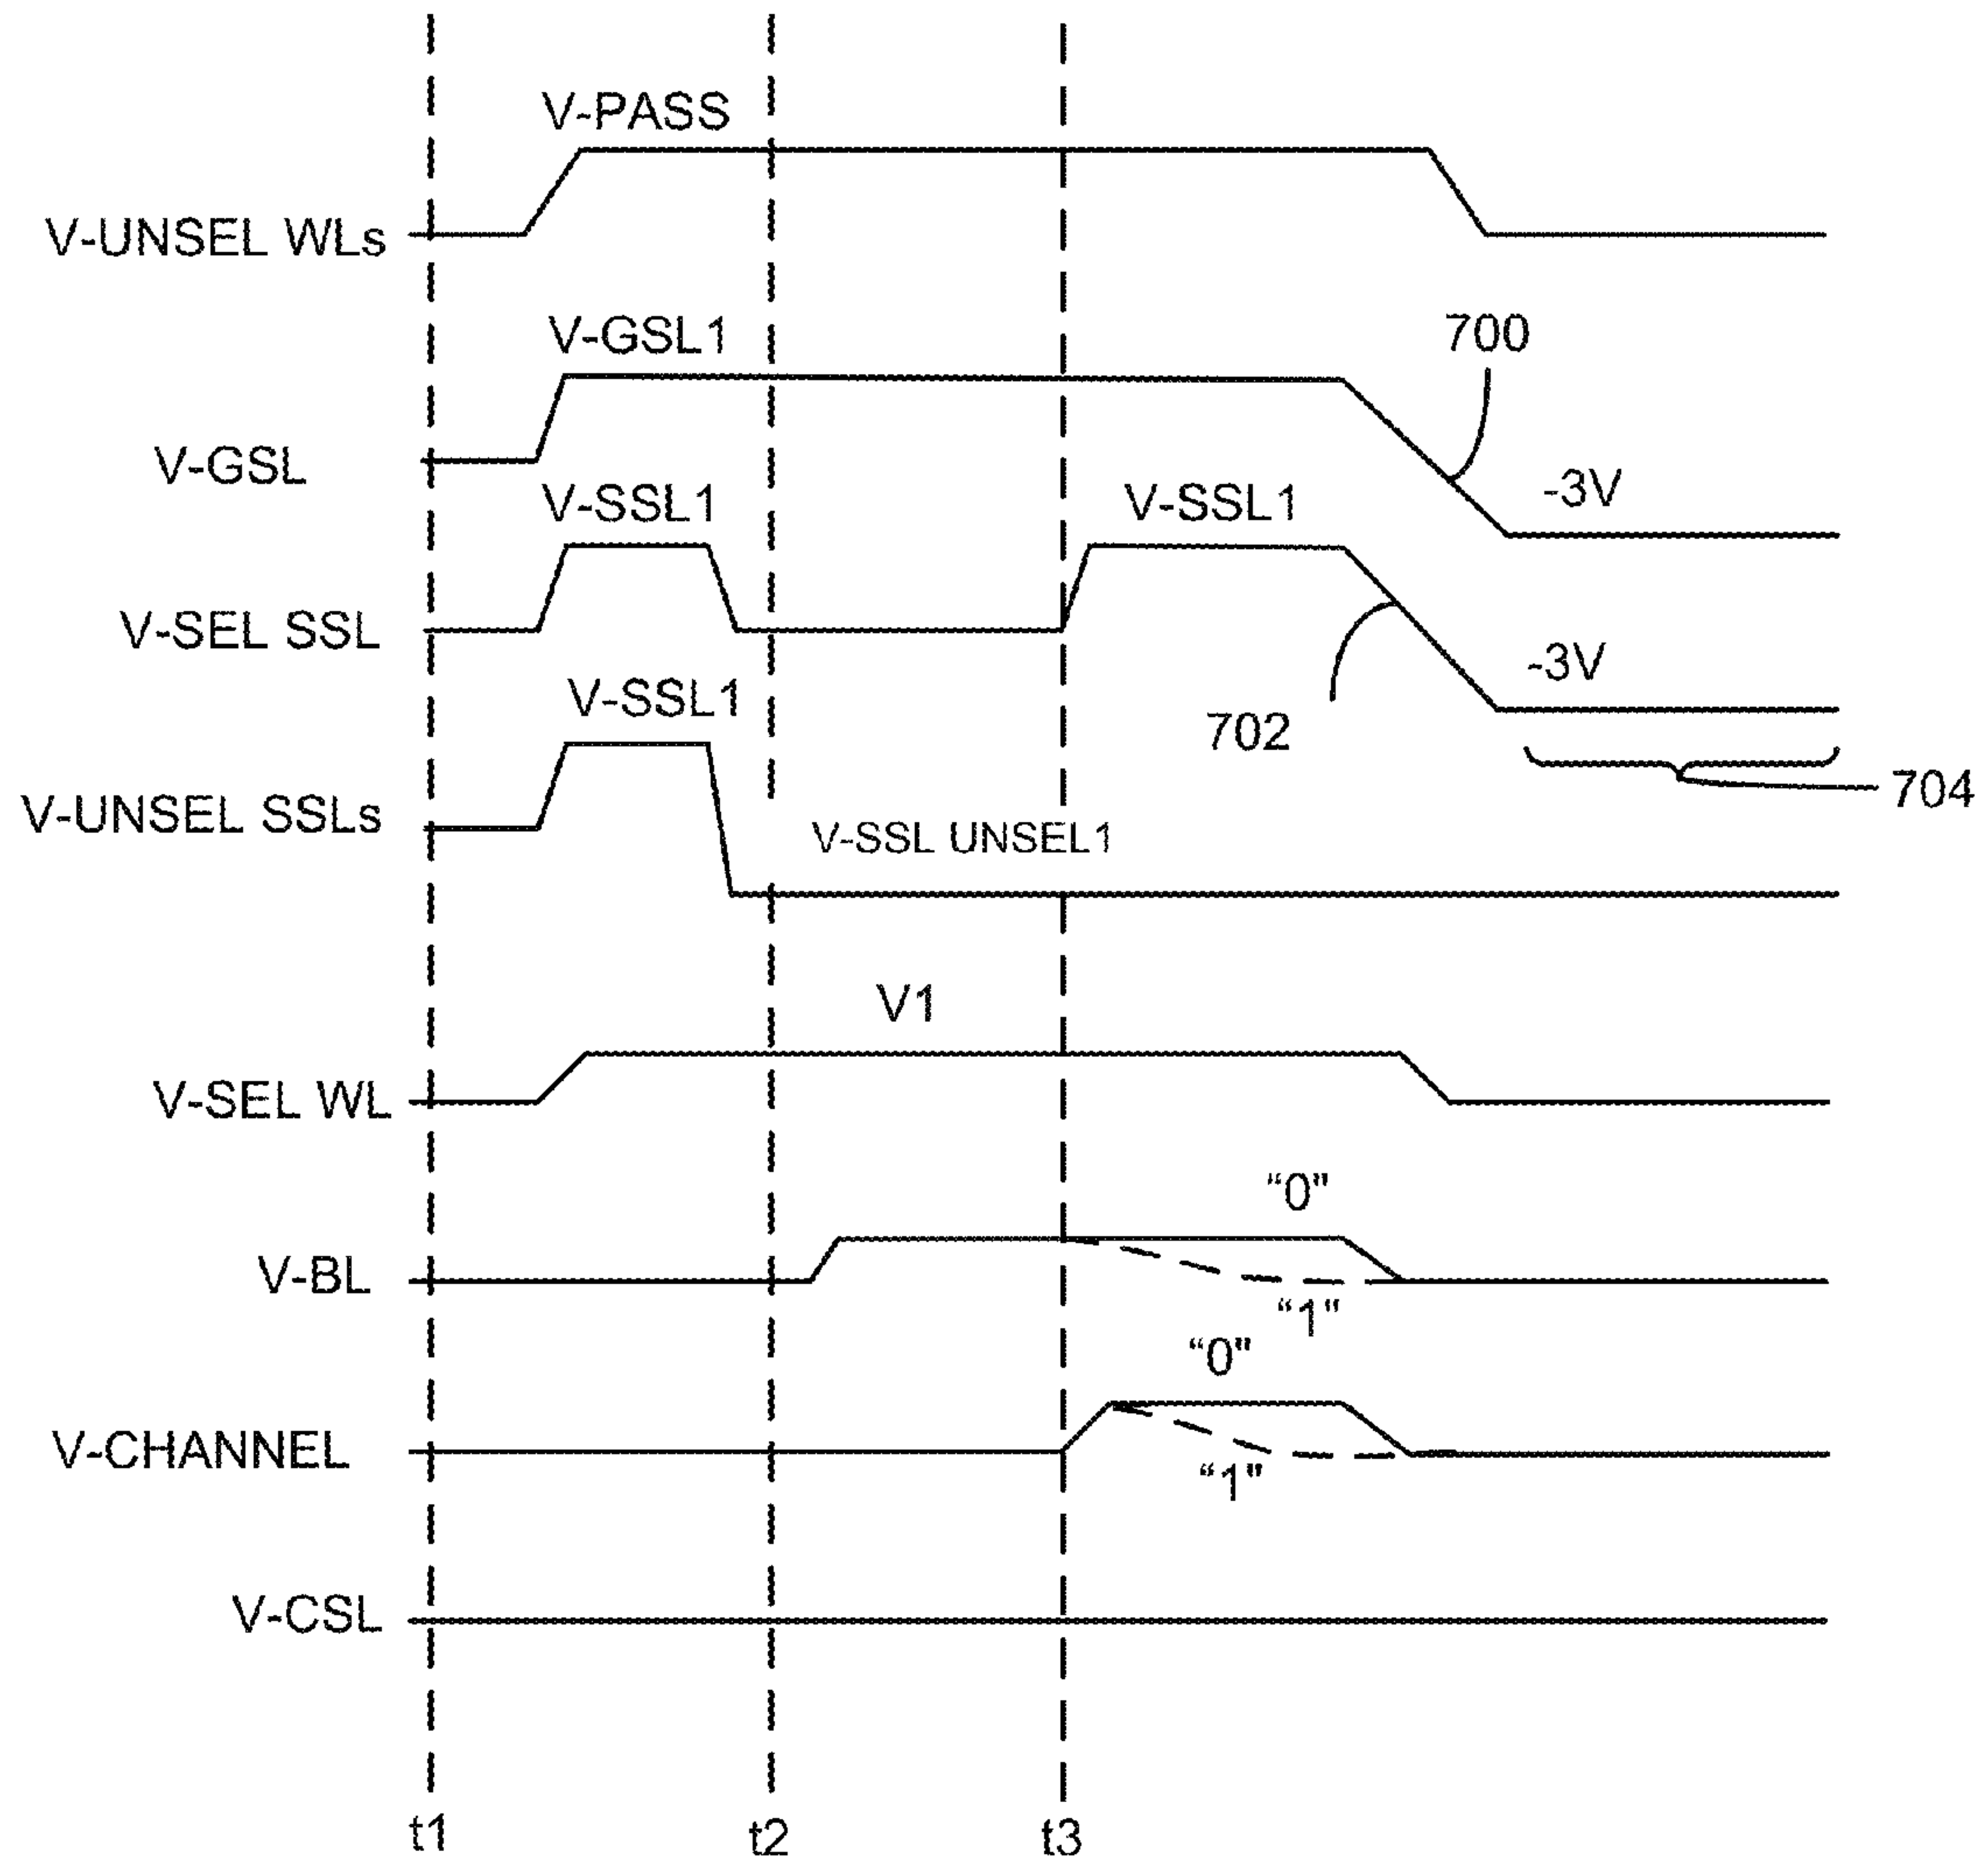 V-PASS
V-UNSEL WLs
V-GSL1
700
V-GSL
-3V
V-SSL1
V-SSL1
V-SEL SSL
-3V
V-SSL1
702
704
V-UNSEL SSLs
V-SSL UNSEL1
V1
V-SEL WL
“0”
V-BL
“1”
“0”
V-CHANNEL
“1”
V-CSL
t1
t2
t3